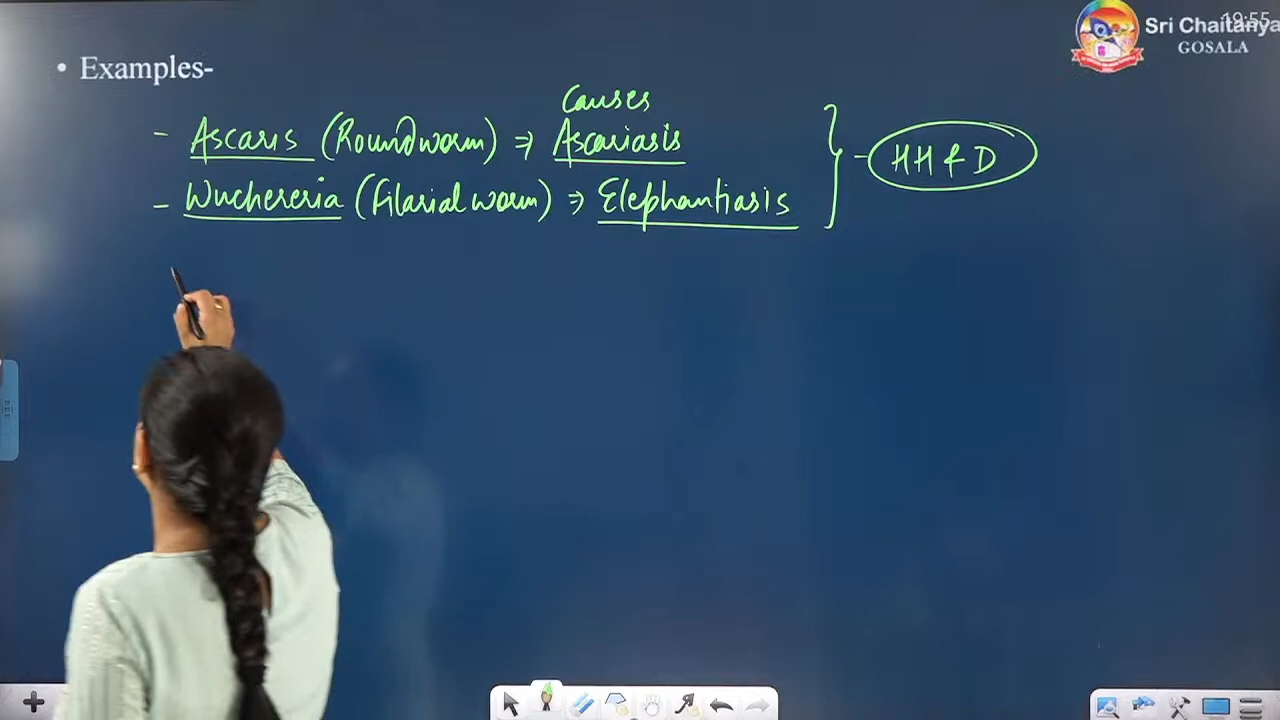 19:55
Sri Chaitanya
GOSALA
• Examples-
Causes
- Ascaris (Roundworm) ⇒ Ascariasis
- Wuchereria (Filarial worm) ⇒ Elephantiasis
- HH & D